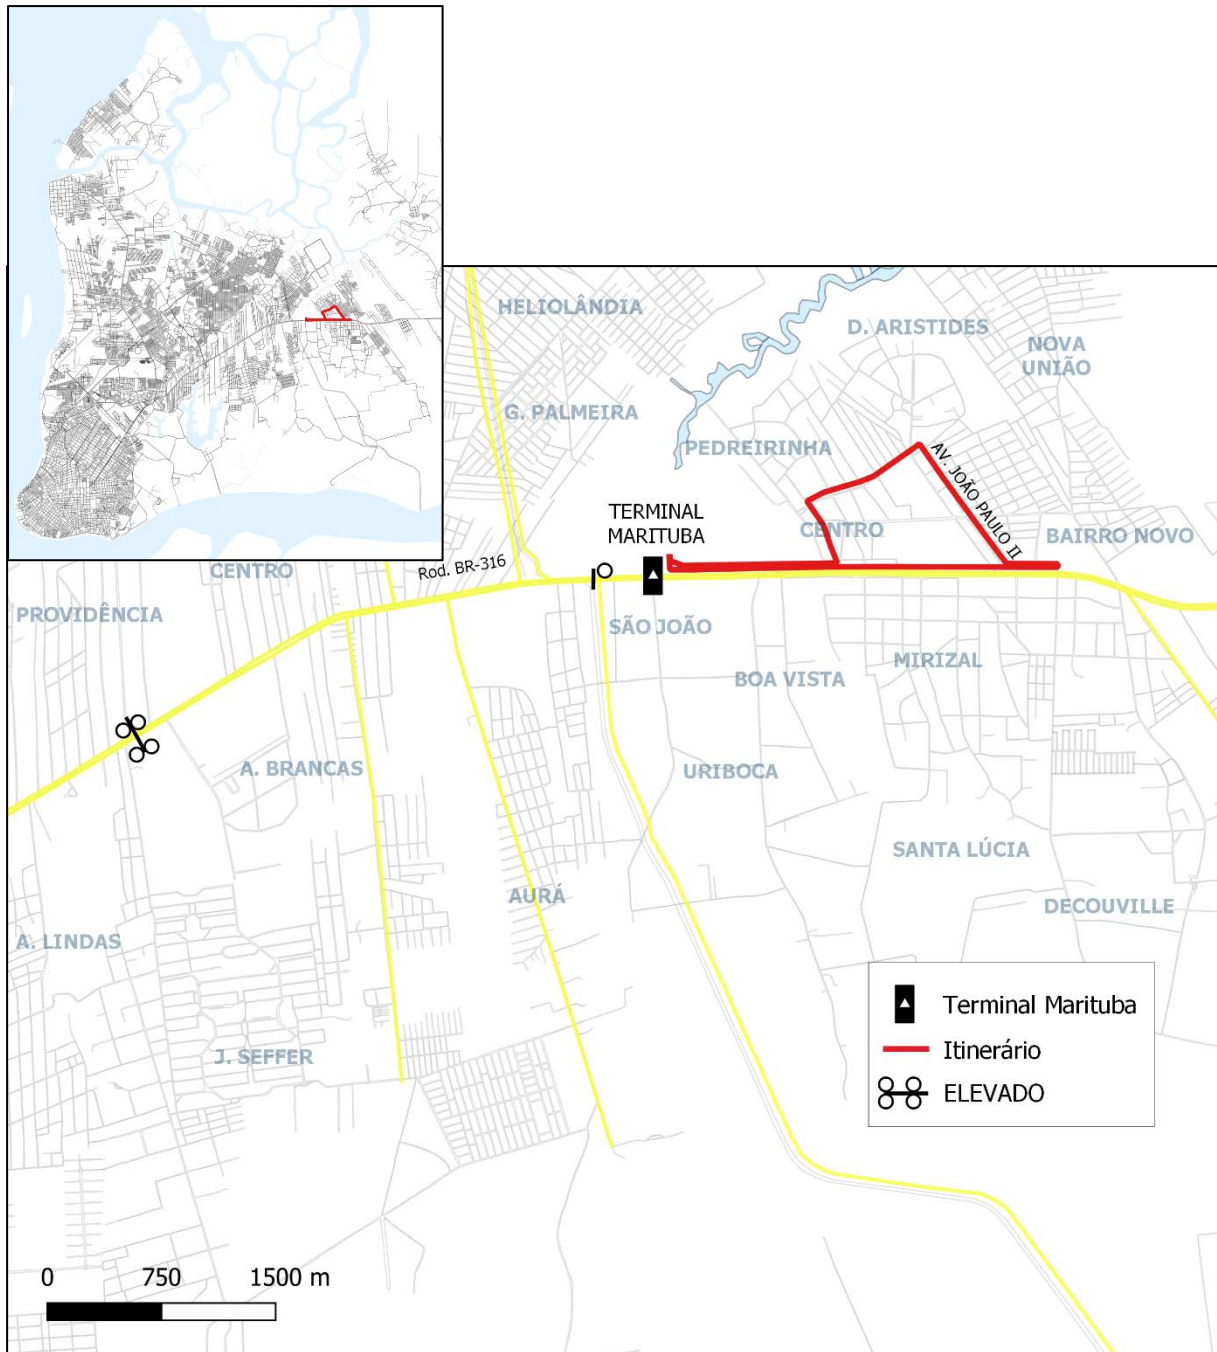 HELIOLÂNDIA
D. ARISTIDES
NOVA
UNIÃO
G. PALMEIRA
PEDREIRINHA
AV. JOÃO PAULO II
TERMINAL
MARITUBA
CENTRO
BAIRRO NOVO
Rod. BR-316
CENTRO
PROVIDÊNCIA
SÃO JOÃO
MIRIZAL
BOA VISTA
A. BRANCAS
URIBOCA
SANTA LÚCIA
AURÁ
DECOUVILLE
A. LINDAS
J. SEFFER
Terminal Marituba
Itinerário
ELEVADO
0 750 1500 m